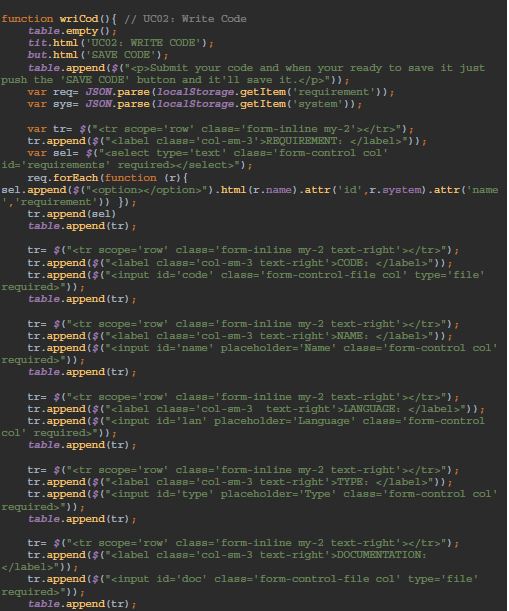 function wriCod(){ // UC02: Write Code
table.empty();
tit.html('UC02: WRITE CODE');
but.html('SAVE CODE');
table.append($("<p>Submit your code and when your ready to save it just
push the 'SAVE CODE' button and it'll save it.</p>"));
var req= JSON.parse(localStorage.getItem('requirement'));
var sys= JSON.parse(localStorage.getItem('system'));
var tr= $("<tr scope='row' class='form-inline my-2'></tr>");
tr.append($("<label class='col-sm-3'>REQUIREMENT: </label>"));
var sel= $("<select type='text' class='form-control col'
id='requirements' required></select>");
req.forEach(function (r){
sel.append($("<option></option>").html(r.name).attr('id',r.system).attr('name
','requirement')) });
tr.append(sel)
table.append(tr);
tr= $("<tr scope='row' class='form-inline my-2 text-right'></tr>");
tr.append($("<label class='col-sm-3 text-right'>CODE: </label>"));
tr.append($("<input id='code' class='form-control-file col' type='file'
required>"));
table.append(tr);
tr= $("<tr scope='row' class='form-inline my-2 text-right'></tr>");
tr.append($("<label class='col-sm-3 text-right'>NAME: </label>"));
tr.append($("<input id='name' placeholder='Name' class='form-control col'
required>"));
table.append(tr);
tr= $("<tr scope='row' class='form-inline my-2 text-right'></tr>");
tr.append($("<label class='col-sm-3  text-right'>LANGUAGE: </label>"));
tr.append($("<input id='lan' placeholder='Language' class='form-control
col' required>"));
table.append(tr);
tr= $("<tr scope='row' class='form-inline my-2 text-right'></tr>");
tr.append($("<label class='col-sm-3 text-right'>TYPE: </label>"));
tr.append($("<input id='type' placeholder='Type' class='form-control col'
required>"));
table.append(tr);
tr= $("<tr scope='row' class='form-inline my-2 text-right'></tr>");
tr.append($("<label class='col-sm-3 text-right'>DOCUMENTATION:
</label>"));
tr.append($("<input id='doc' class='form-control-file col' type='file'
required>"));
table.append(tr);